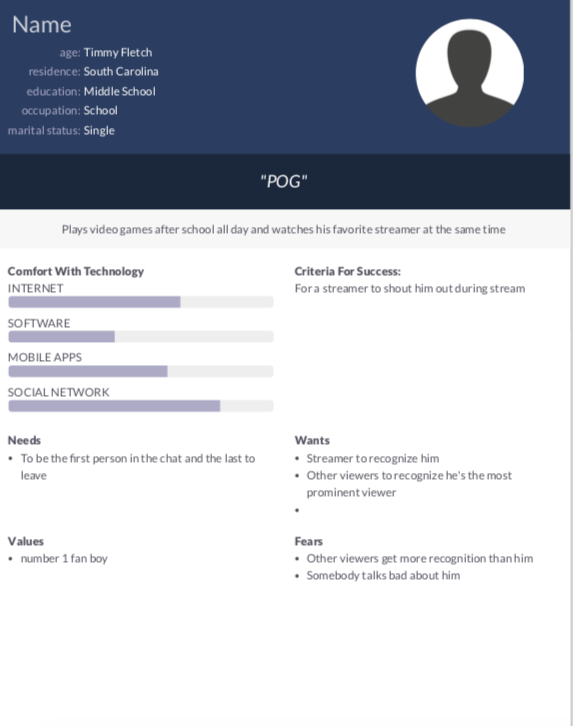 Name
age: Timmy Fletch
residence: South Carolina
education: Middle School
occupation: School
marital status: Single
"POG"
Plays video games after school all day and watches his favorite streamer at the same time
Comfort With Technology
INTERNET
SOFTWARE
MOBILE APPS
SOCIAL NETWORK
Criteria For Success:
For a streamer to shout him out during stream
Needs
• To be the first person in the chat and the last to
leave
Wants
• Streamer to recognize him
• Other viewers to recognize he's the most
prominent viewer
•
Values
• number 1 fan boy
Fears
• Other viewers get more recognition than him
• Somebody talks bad about him